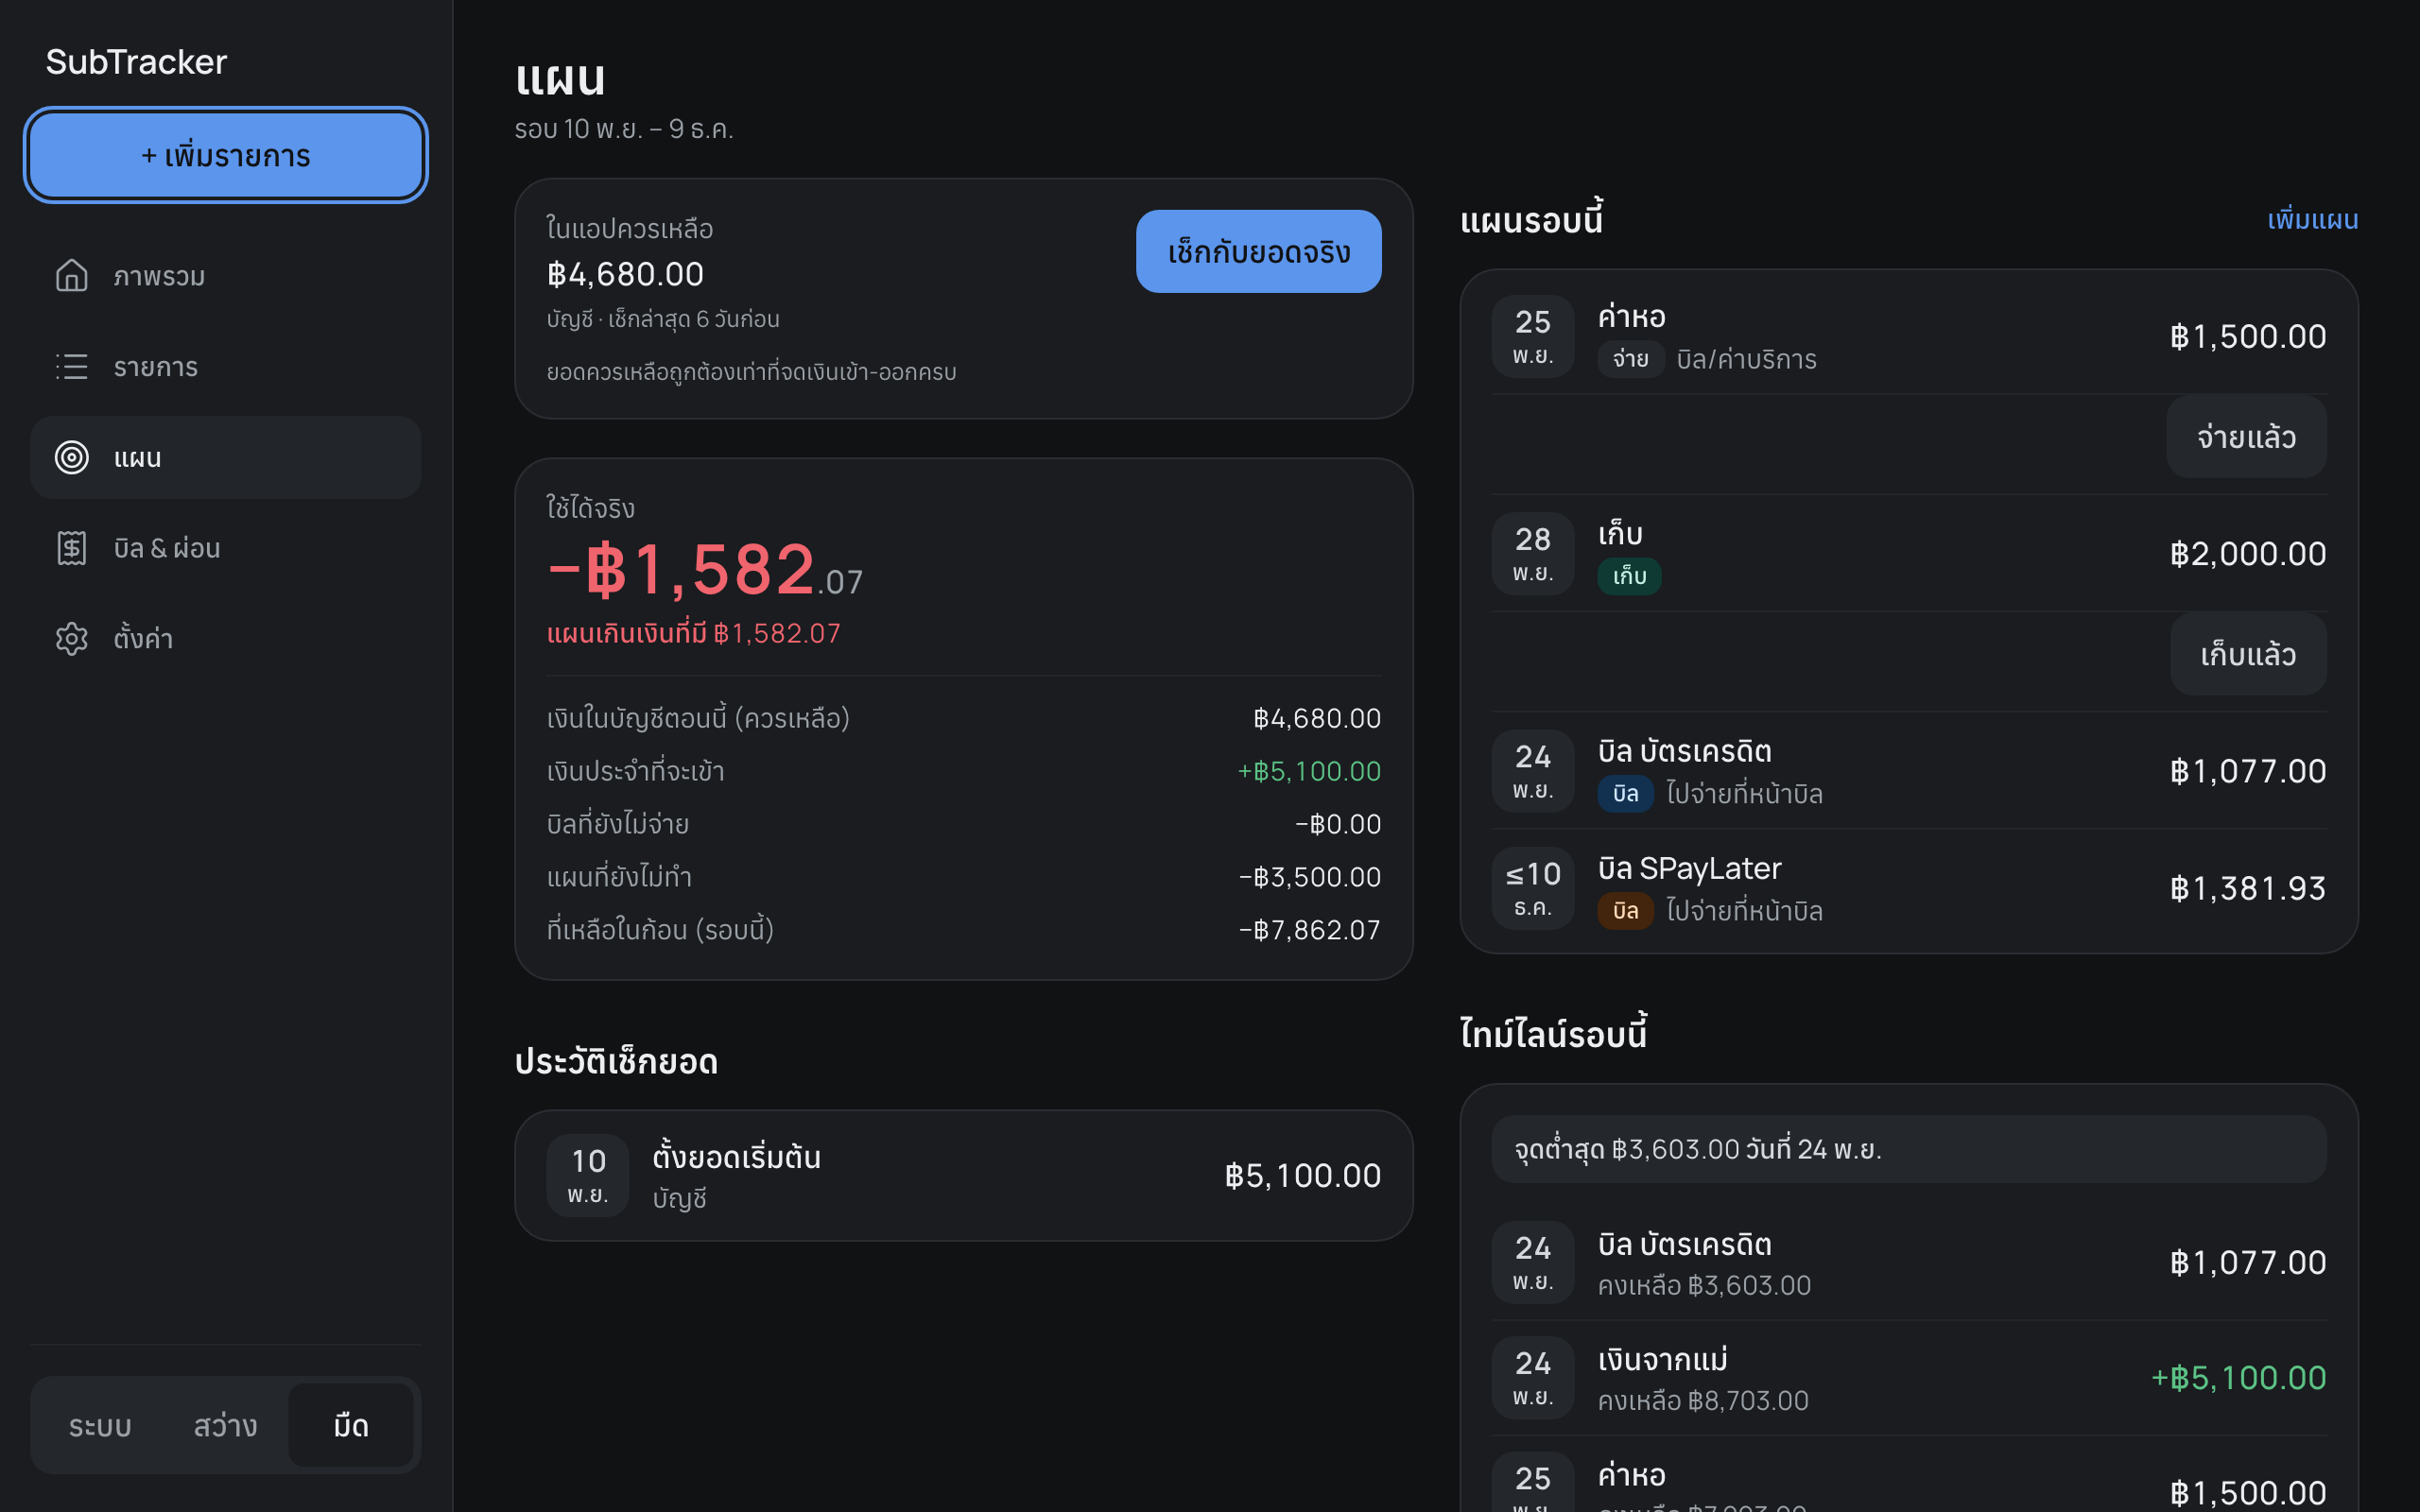 SubTracker
+ เพิ่มรายการ
ภาพรวม
รายการ
แผน
บิล & ผ่อน
ตั้งค่า
ระบบ สว่าง มืด
แผน
รอบ 10 พ.ย. – 9 ธ.ค.
ในแอปควรเหลือ
฿4,680.00
บัญชี · เช็กล่าสุด 6 วันก่อน
ยอดควรเหลือถูกต้องเท่าที่จดเงินเข้า-ออกครบ
เช็กกับยอดจริง
ใช้ได้จริง
−฿1,582.07
แผนเกินเงินที่มี ฿1,582.07
เงินในบัญชีตอนนี้ (ควรเหลือ) ฿4,680.00
เงินประจำที่จะเข้า +฿5,100.00
บิลที่ยังไม่จ่าย −฿0.00
แผนที่ยังไม่ทำ −฿3,500.00
ที่เหลือในก้อน (รอบนี้) −฿7,862.07
ประวัติเช็กยอด
10 พ.ย.
ตั้งยอดเริ่มต้น
บัญชี
฿5,100.00
แผนรอบนี้
เพิ่มแผน
25 พ.ย.
ค่าหอ
จ่าย บิล/ค่าบริการ
฿1,500.00
จ่ายแล้ว
28 พ.ย.
เก็บ
เก็บ
฿2,000.00
เก็บแล้ว
24 พ.ย.
บิล บัตรเครดิต
บิล ไปจ่ายที่หน้าบิล
฿1,077.00
≤10 ธ.ค.
บิล SPayLater
บิล ไปจ่ายที่หน้าบิล
฿1,381.93
ไทม์ไลน์รอบนี้
จุดต่ำสุด ฿3,603.00 วันที่ 24 พ.ย.
24 พ.ย.
บิล บัตรเครดิต
คงเหลือ ฿3,603.00
฿1,077.00
24 พ.ย.
เงินจากแม่
คงเหลือ ฿8,703.00
+฿5,100.00
25
ค่าหอ
฿1,500.00